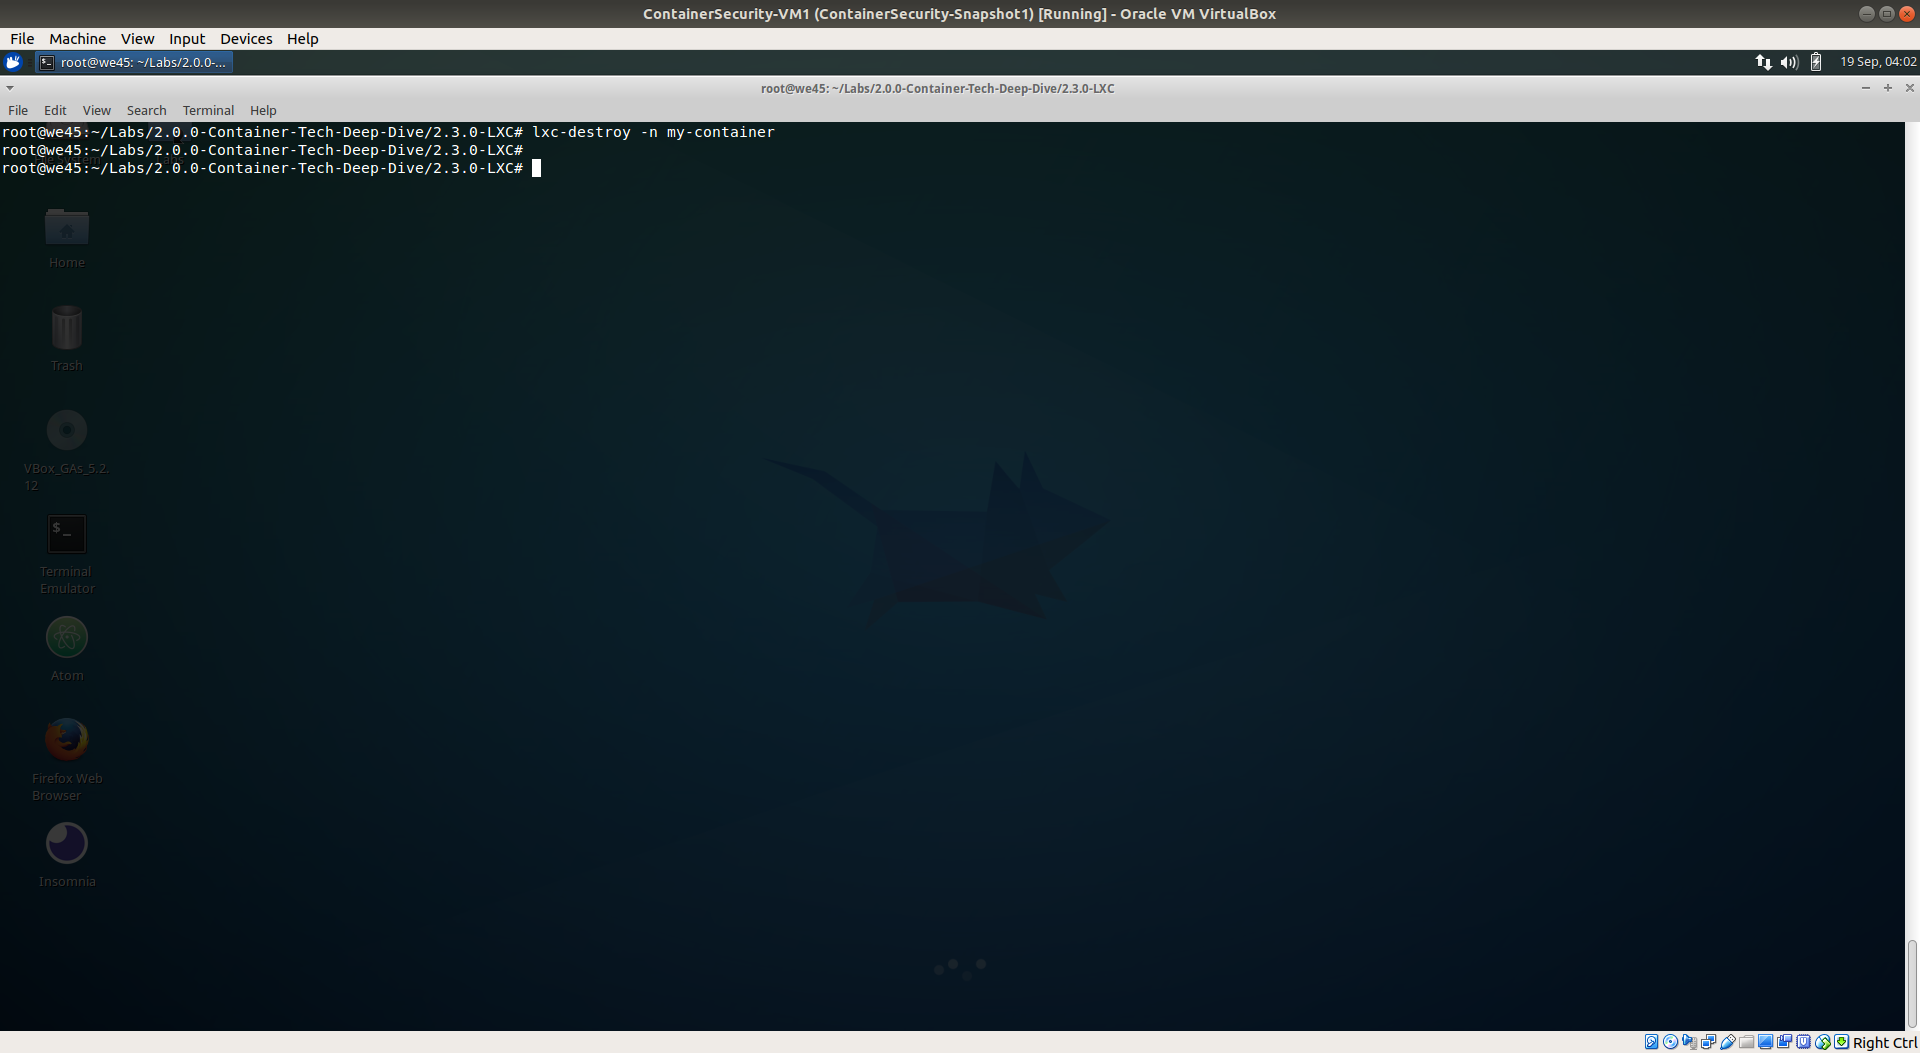 ContainerSecurity-VM1 (ContainerSecurity-Snapshot1) [Running] - Oracle VM VirtualBox
File Machine View Input Devices Help
root@we45: ~/Labs/2.0.0-...
19 Sep, 04:02
root@we45: ~/Labs/2.0.0-Container-Tech-Deep-Dive/2.3.0-LXC
File Edit View Search Terminal Help
root@we45:~/Labs/2.0.0-Container-Tech-Deep-Dive/2.3.0-LXC# lxc-destroy -n my-container
root@we45:~/Labs/2.0.0-Container-Tech-Deep-Dive/2.3.0-LXC#
root@we45:~/Labs/2.0.0-Container-Tech-Deep-Dive/2.3.0-LXC#
Home
Trash
VBox_GAs_5.2.
12
$_
Terminal
Emulator
Atom
Firefox Web
Browser
Insomnia
Right Ctrl